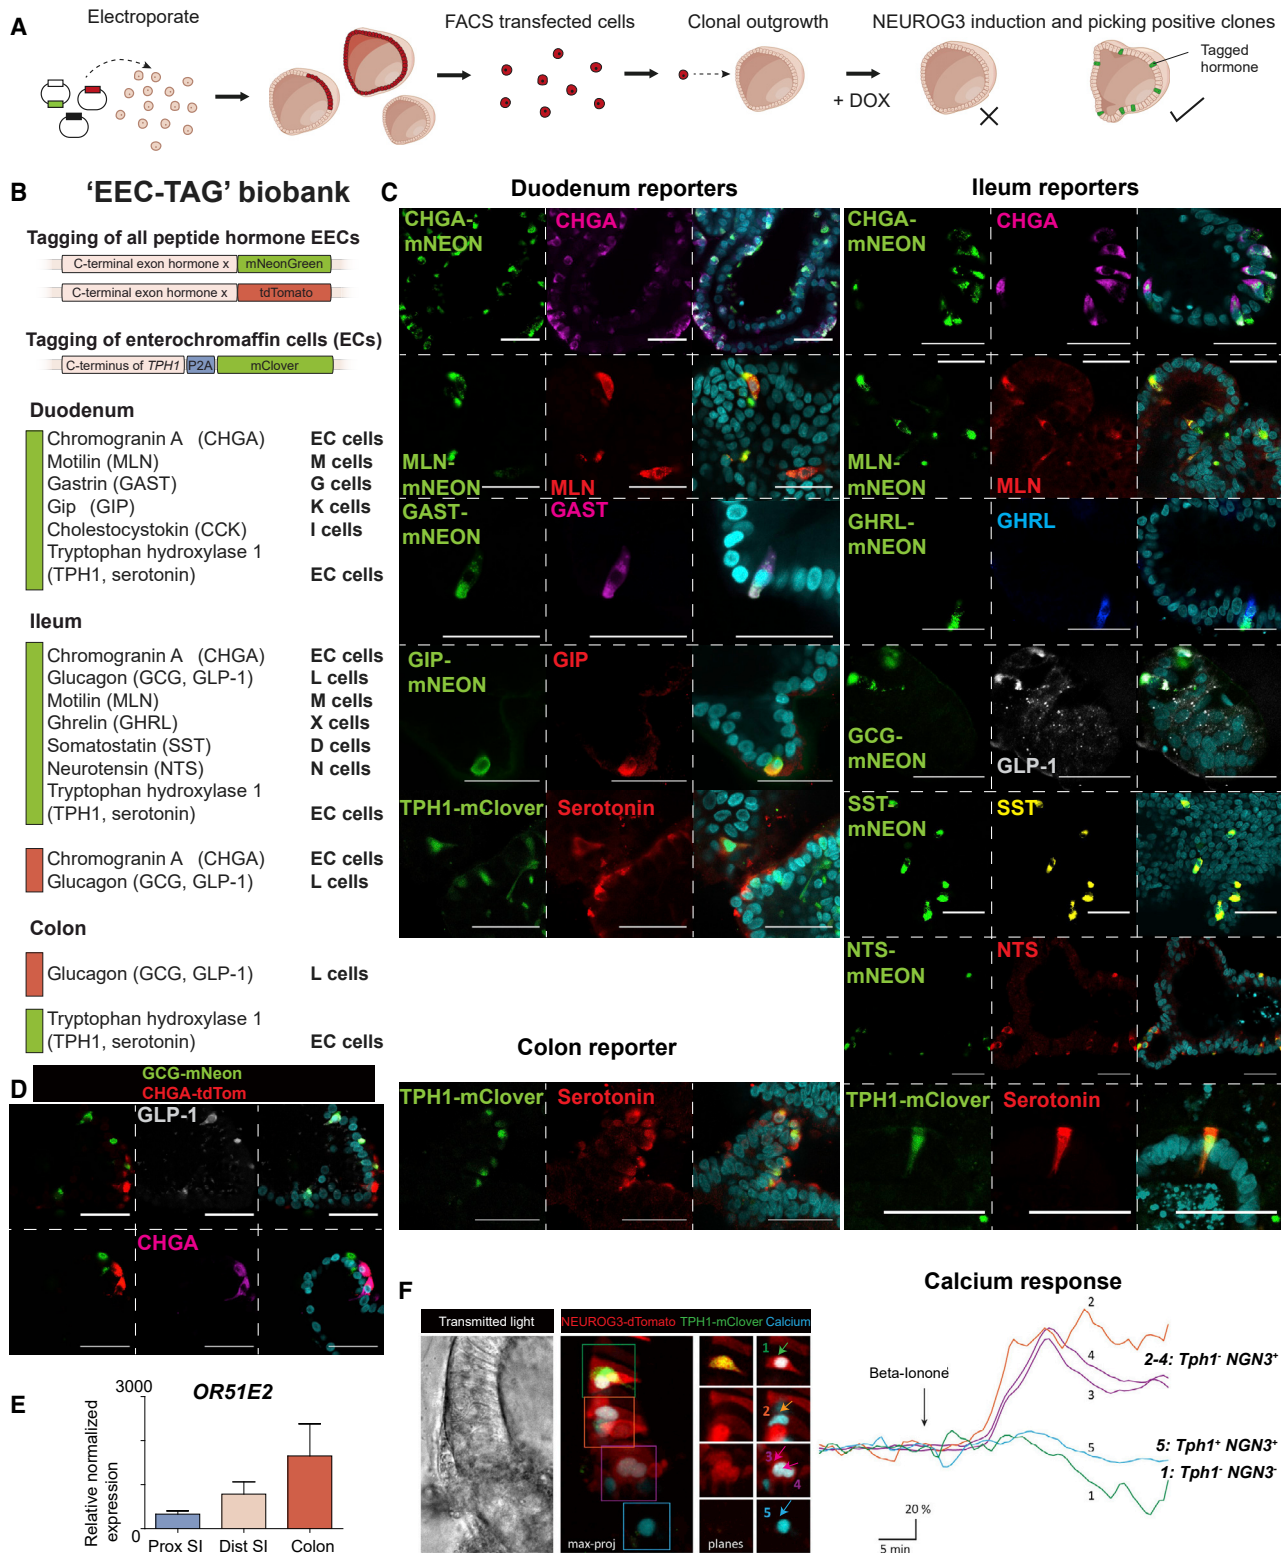 A
Electroporate
FACS transfected cells
Clonal outgrowth
NEUROG3 induction and picking positive clones
Tagged
hormone
+ DOX
B
'EEC-TAG' biobank
Tagging of all peptide hormone EECs
C-terminal exon hormone x
mNeonGreen
C-terminal exon hormone x
tdTomato
Tagging of enterochromaffin cells (ECs)
C-terminus of TPH1
P2A
mClover
Duodenum
Chromogranin A (CHGA) EC cells
Motilin (MLN) M cells
Gastrin (GAST) G cells
Gip (GIP) K cells
Cholestocystokin (CCK) I cells
Tryptophan hydroxylase 1
(TPH1, serotonin) EC cells
Ileum
Chromogranin A (CHGA) EC cells
Glucagon (GCG, GLP-1) L cells
Motilin (MLN) M cells
Ghrelin (GHRL) X cells
Somatostatin (SST) D cells
Neurotensin (NTS) N cells
Tryptophan hydroxylase 1
(TPH1, serotonin) EC cells
Chromogranin A (CHGA) EC cells
Glucagon (GCG, GLP-1) L cells
Colon
Glucagon (GCG, GLP-1) L cells
Tryptophan hydroxylase 1
(TPH1, serotonin) EC cells
C
Duodenum reporters
CHGA-
mNEON
CHGA
MLN-
mNEON
MLN
GAST-
mNEON
GAST
GIP-
mNEON
GIP
TPH1-mClover
Serotonin
Colon reporter
TPH1-mClover
Serotonin
Ileum reporters
CHGA-
mNEON
CHGA
MLN-
mNEON
MLN
GHRL-
mNEON
GHRL
GCG-
mNEON
GLP-1
SST-
mNEON
SST
NTS-
mNEON
NTS
TPH1-mClover
Serotonin
D
GCG-mNeon
CHGA-tdTom
GLP-1
CHGA
E
OR51E2
Relative normalized
expression
3000
0
Prox SI
Dist SI
Colon
F
Transmitted light
NEUROG3-dTomato
TPH1-mClover
Calcium
1
2
3
4
5
max-proj
planes
Calcium response
Beta-Ionone
2
4
3
5
1
2-4: Tph1- NGN3+
5: Tph1+ NGN3+
1: Tph1- NGN3-
20 %
5 min